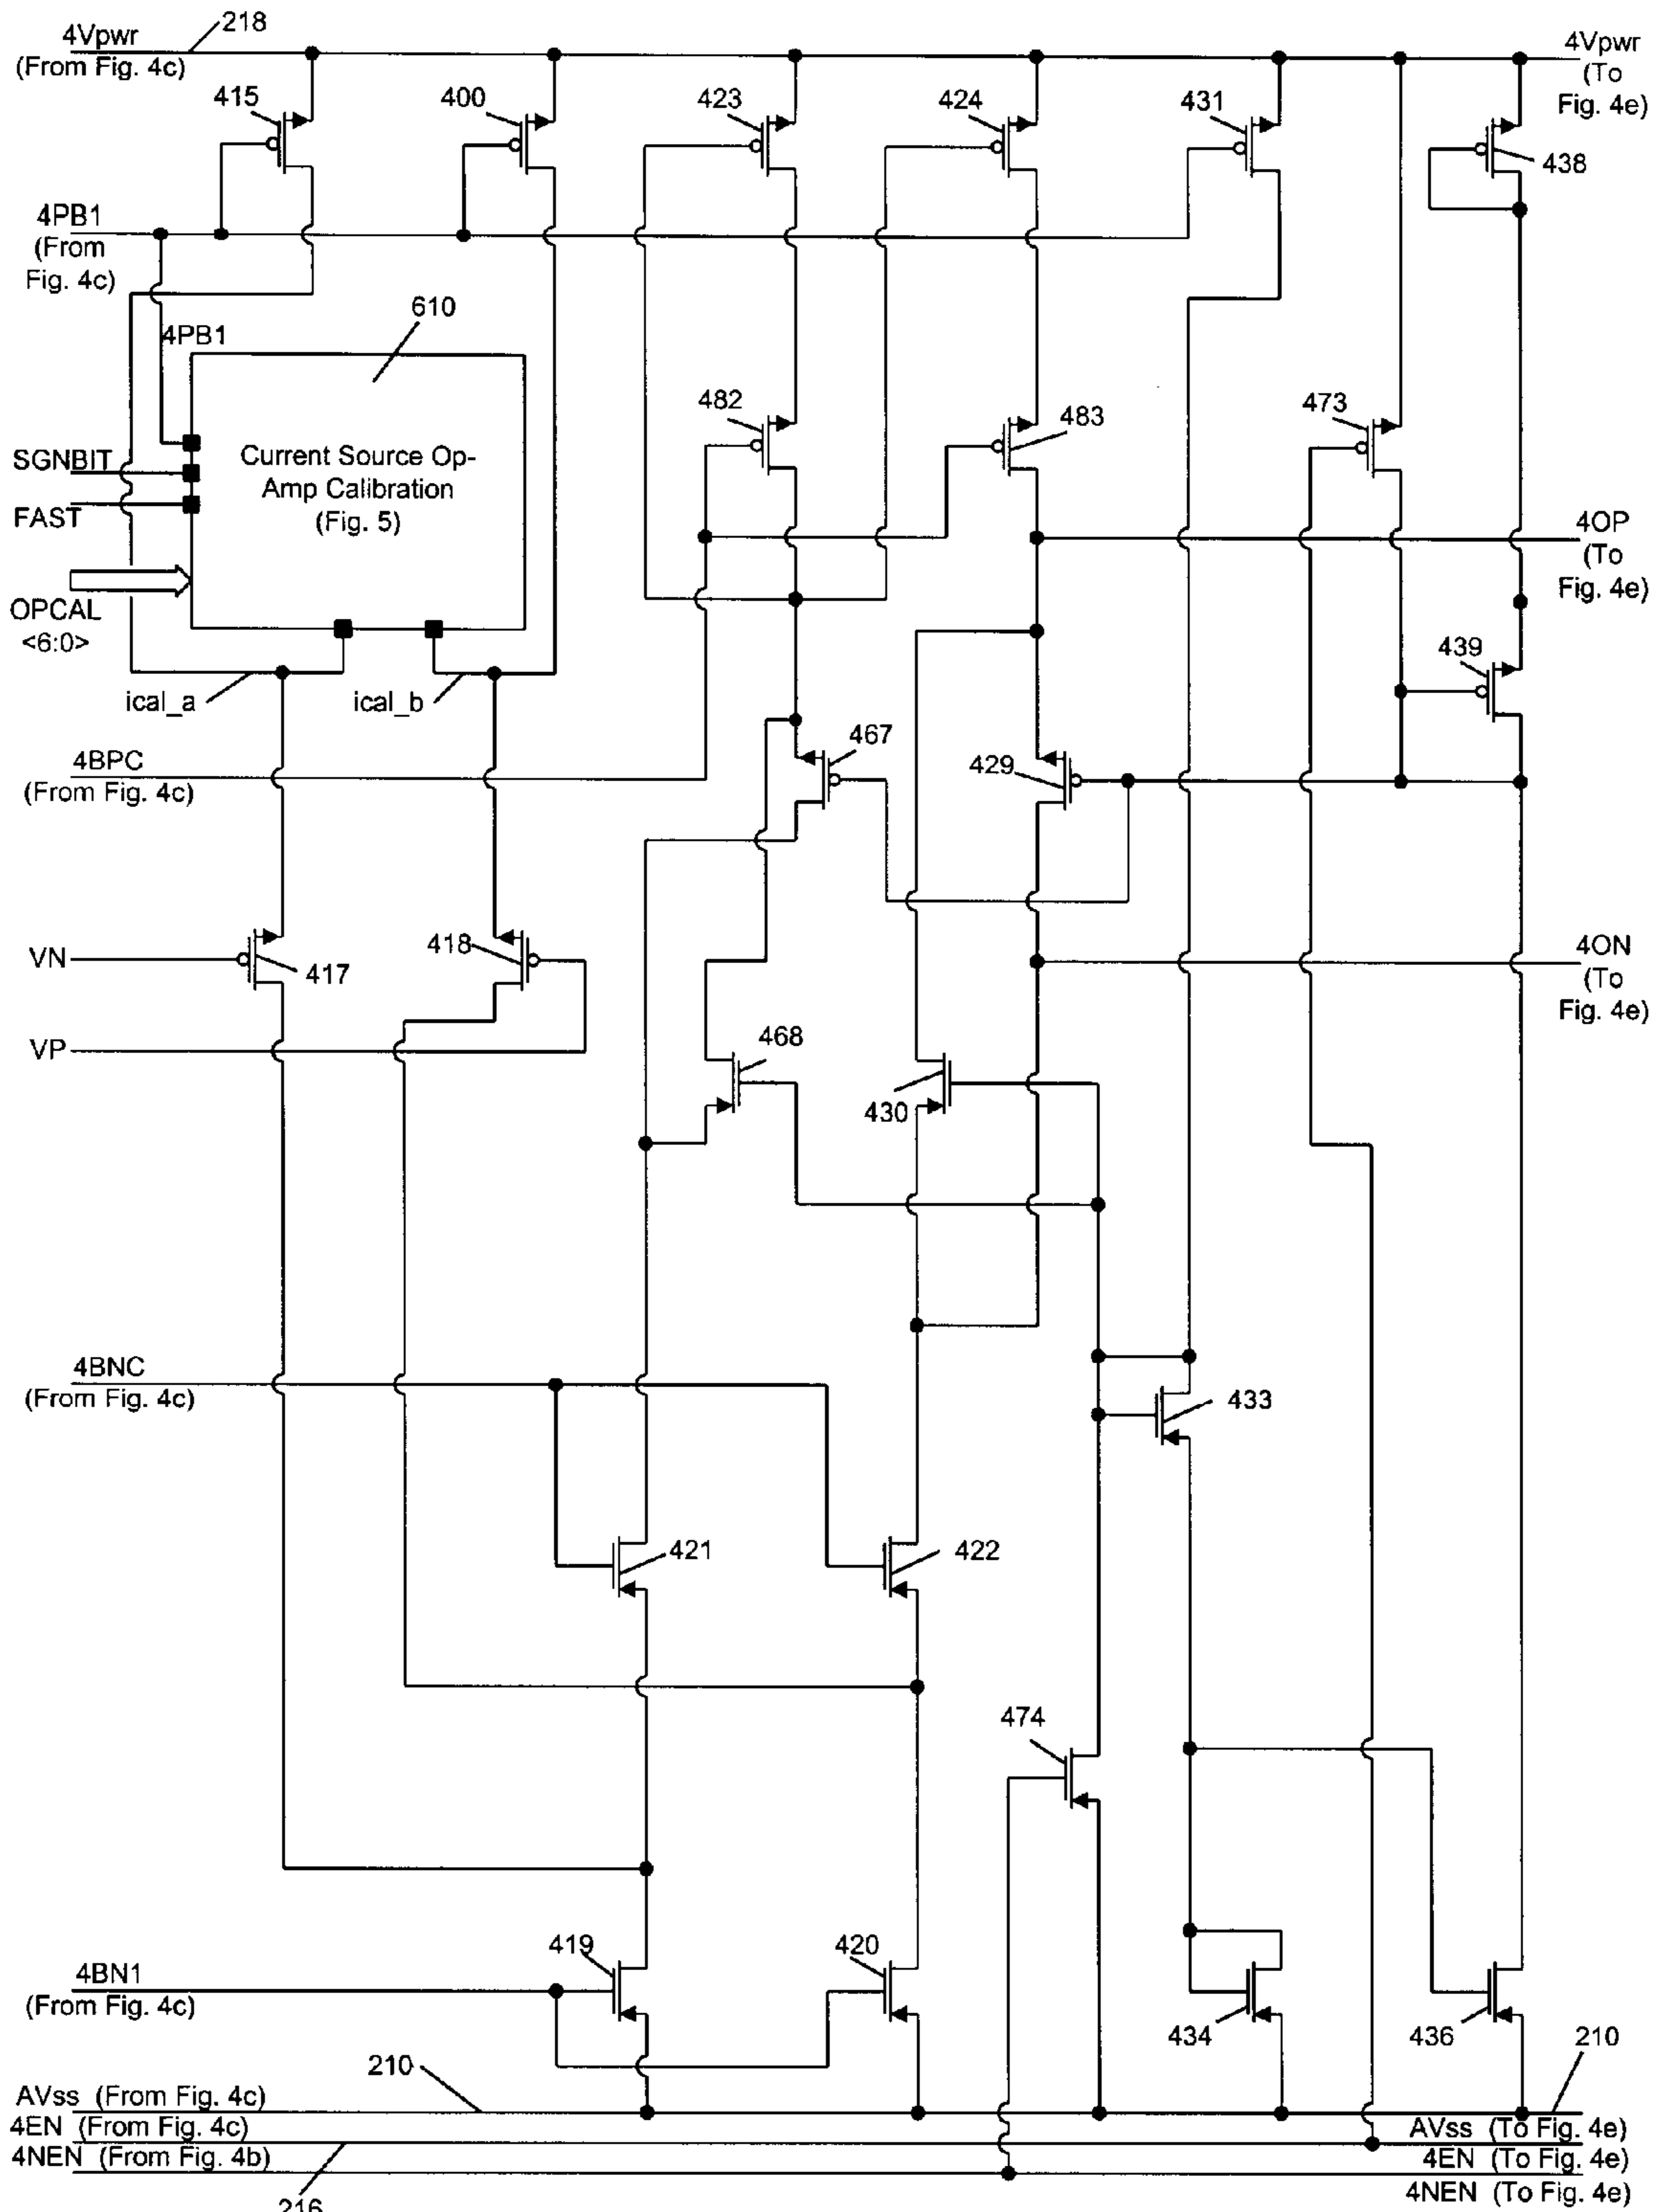 218
4Vpwr
(From Fig. 4c)
4Vpwr
(To
Fig. 4e)
415
400
423
424
431
438
4PB1
(From
Fig. 4c)
610
4PB1
482
483
473
SGNBIT
FAST
Current Source Op-
Amp Calibration
(Fig. 5)
4OP
(To
Fig. 4e)
OPCAL
<6:0>
439
ical_a
ical_b
467
429
4BPC
(From Fig. 4c)
VN
417
418
4ON
(To
Fig. 4e)
VP
468
430
4BNC
(From Fig. 4c)
433
421
422
474
419
420
4BN1
(From Fig. 4c)
434
436
210
210
AVss (From Fig. 4c)
4EN (From Fig. 4c)
4NEN (From Fig. 4b)
AVss (To Fig. 4e)
4EN (To Fig. 4e)
4NEN (To Fig. 4e)
216